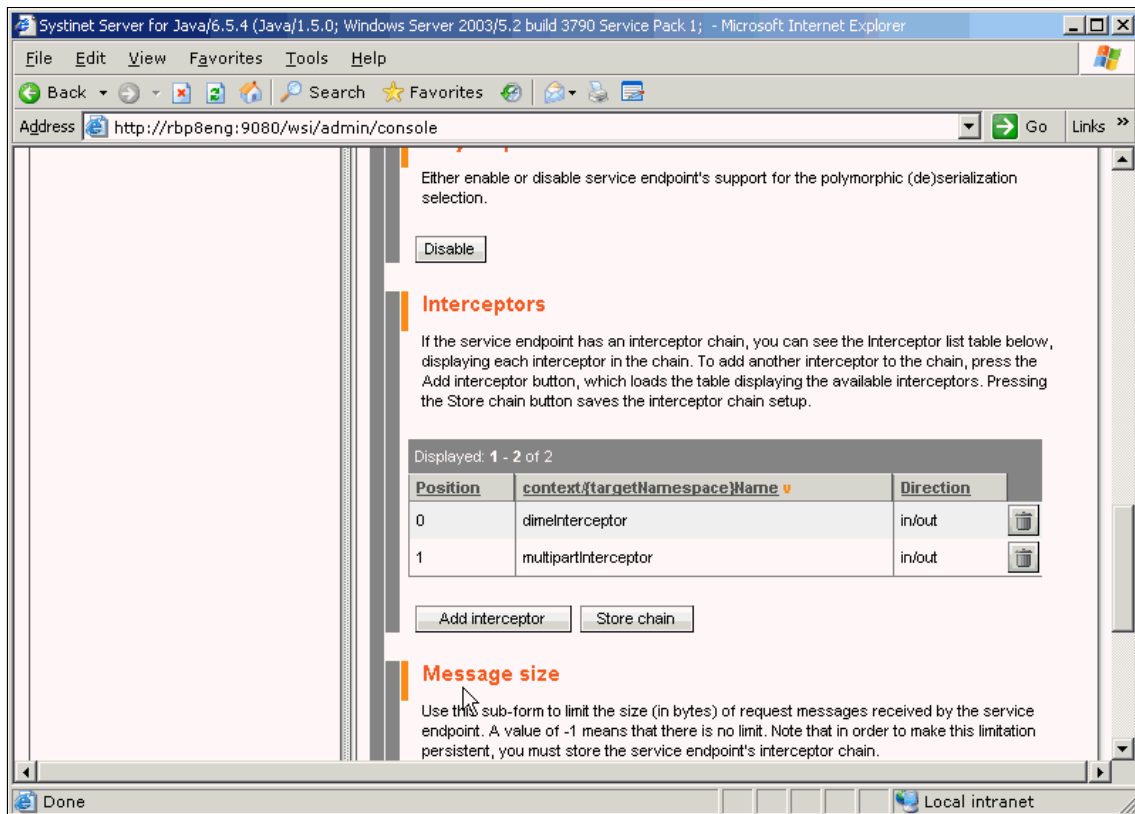 Systinet Server for Java/6.5.4 (Java/1.5.0; Windows Server 2003/5.2 build 3790 Service Pack 1; - Microsoft Internet Explorer
File Edit View Favorites Tools Help
Back Search Favorites
Address http://rbp8eng:9080/wsi/admin/console Go Links »
Either enable or disable service endpoint's support for the polymorphic (de)serialization
selection.
Disable
Interceptors
If the service endpoint has an interceptor chain, you can see the Interceptor list table below,
displaying each interceptor in the chain. To add another interceptor to the chain, press the
Add interceptor button, which loads the table displaying the available interceptors. Pressing
the Store chain button saves the interceptor chain setup.
Displayed: 1 - 2 of 2
Position context/{targetNamespace}Name Direction
0 dimeInterceptor in/out
1 multipartInterceptor in/out
Add interceptor Store chain
Message size
Use this sub-form to limit the size (in bytes) of request messages received by the service
endpoint. A value of -1 means that there is no limit. Note that in order to make this limitation
persistent, you must store the service endpoint's interceptor chain.
Done Local intranet